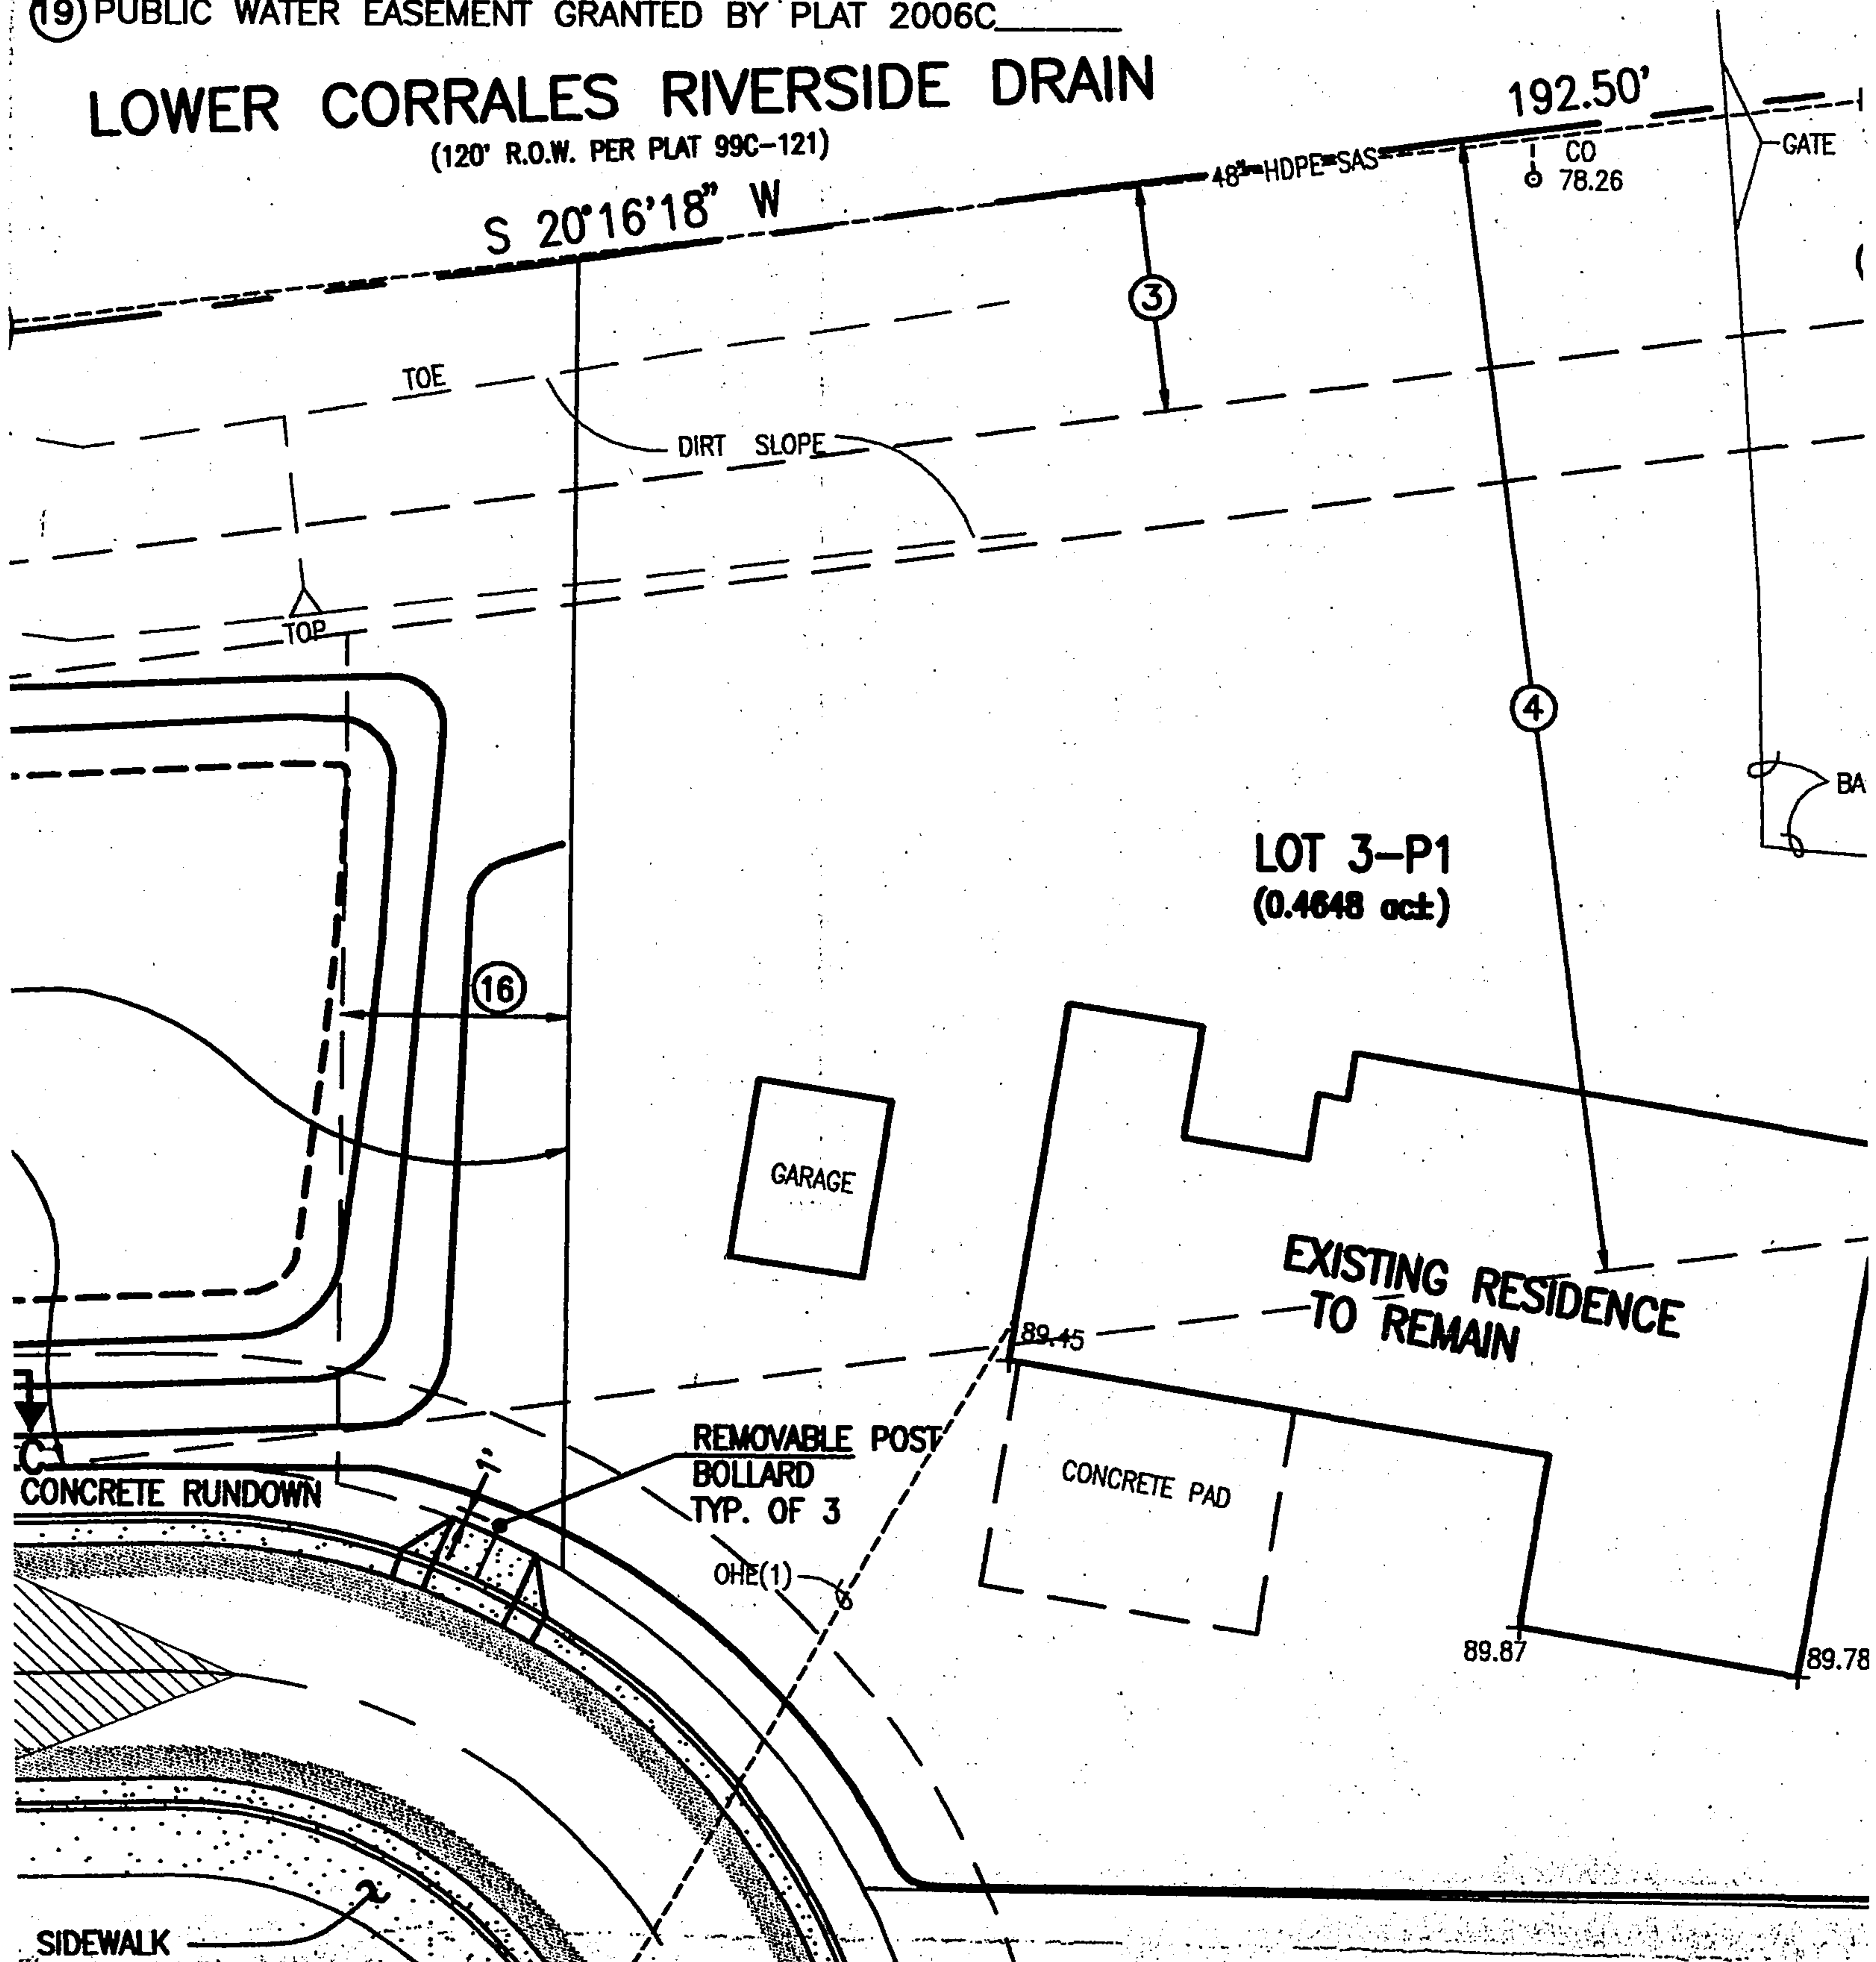 19 PUBLIC WATER EASEMENT GRANTED BY PLAT 2006C______
LOWER CORRALES RIVERSIDE DRAIN
(120' R.O.W. PER PLAT 99C-121)
192.50'
GATE
CO
78.26
48" HDPE SAS
S 20°16'18" W
3
TOE
DIRT SLOPE
TOP
4
BA
LOT 3-P1
(0.4648 ac±)
16
GARAGE
EXISTING RESIDENCE
TO REMAIN
89.45
REMOVABLE POST
BOLLARD
TYP. OF 3
1'
C
CONCRETE RUNDOWN
CONCRETE PAD
OHE(1)
89.87
89.78
SIDEWALK